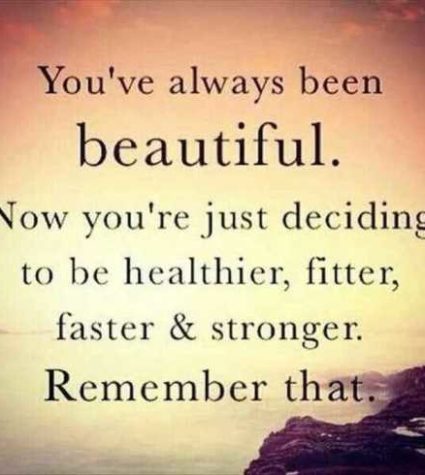 You've always been
beautiful.
Now you're just deciding
to be healthier, fitter,
faster & stronger.
Remember that.